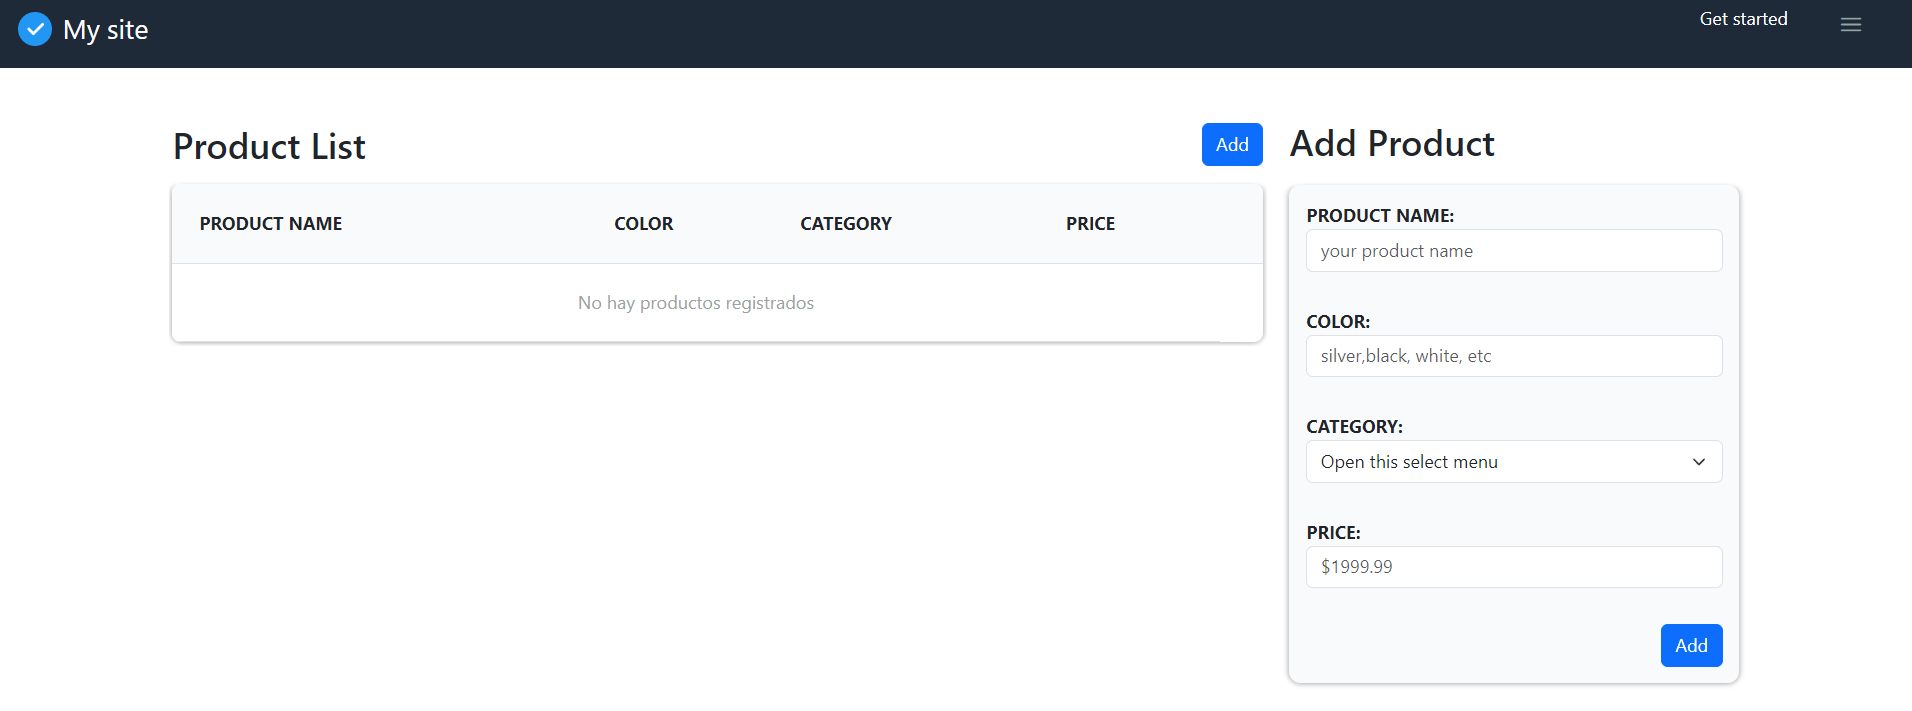 My site
Get started
Product List
Add
PRODUCT NAME COLOR CATEGORY PRICE
No hay productos registrados
Add Product
PRODUCT NAME:
your product name
COLOR:
silver,black, white, etc
CATEGORY:
Open this select menu
PRICE:
$1999.99
Add